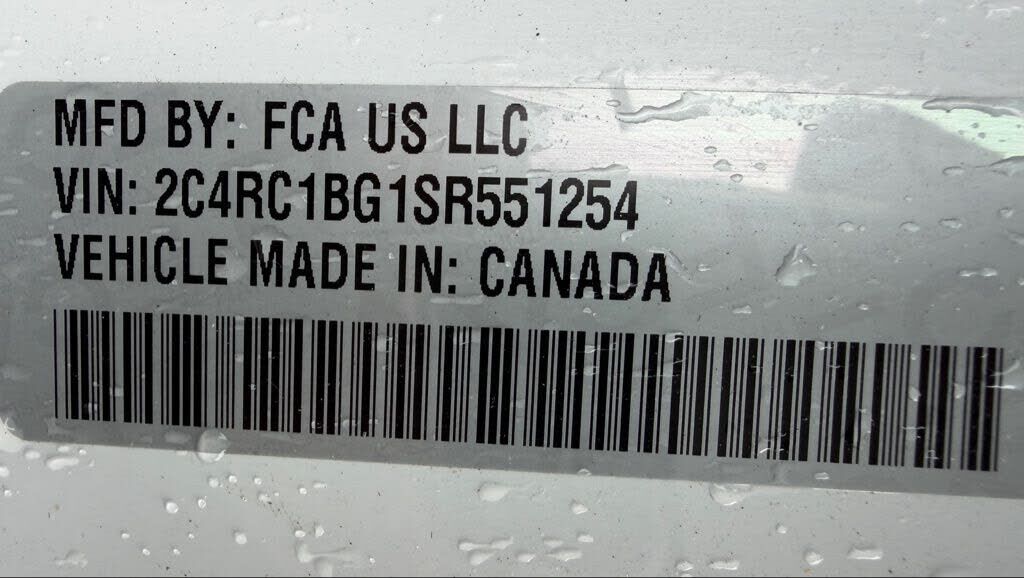 MFD BY: FCA US LLC
VIN: 2C4RC1BG1SR551254
VEHICLE MADE IN: CANADA